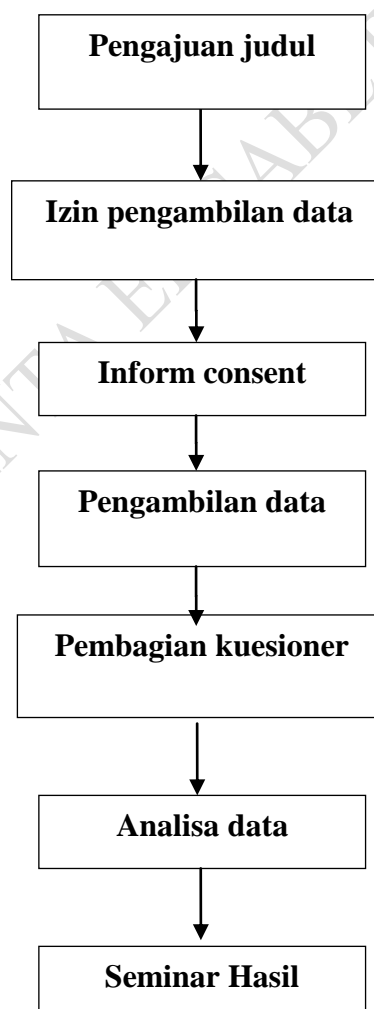 Pengajuan judul
Izin pengambilan data
Inform consent
Pengambilan data
Pembagian kuesioner
Analisa data
Seminar Hasil